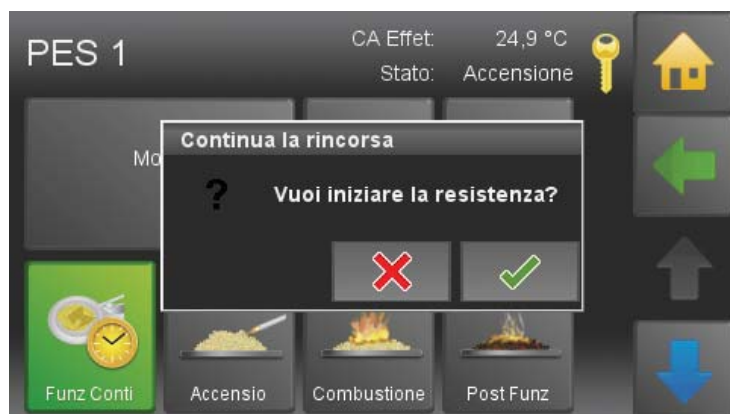 PES 1
CA Effet: 24,9 °C
Stato: Accensione
Mo
Continua la rincorsa
? Vuoi iniziare la resistenza?
Funz Conti
Accensio
Combustione
Post Funz